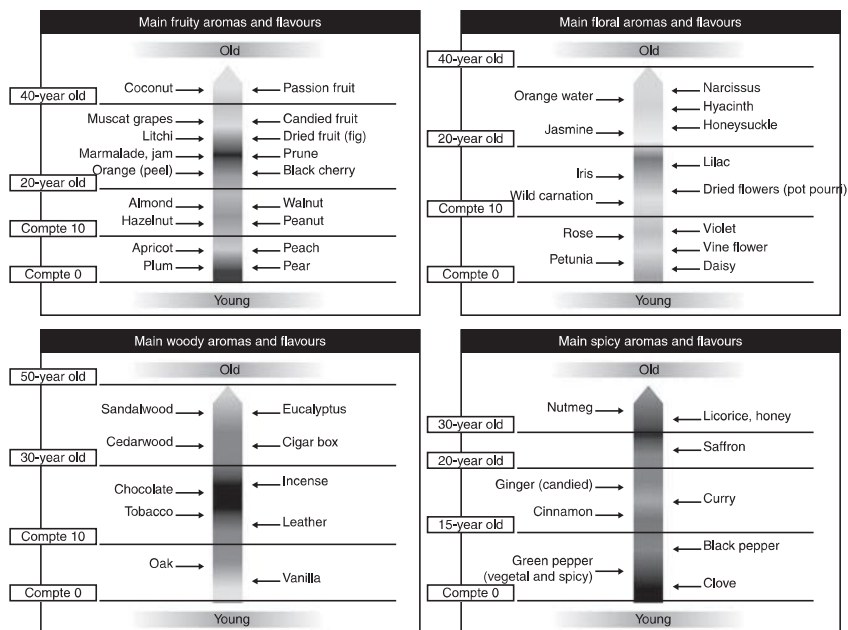 Main fruity aromas and flavours
Old
40-year old
Coconut
Passion fruit
Muscat grapes
Candied fruit
Litchi
Dried fruit (fig)
Marmalade, jam
Prune
Orange (peel)
Black cherry
20-year old
Almond
Walnut
Hazelnut
Peanut
Compte 10
Apricot
Peach
Plum
Pear
Compte 0
Young
Main floral aromas and flavours
Old
40-year old
Orange water
Narcissus
Hyacinth
Jasmine
Honeysuckle
20-year old
Iris
Lilac
Wild carnation
Dried flowers (pot pourri)
Compte 10
Rose
Violet
Vine flower
Petunia
Daisy
Compte 0
Young
Main woody aromas and flavours
Old
50-year old
Sandalwood
Eucalyptus
Cedarwood
Cigar box
30-year old
Incense
Chocolate
Tobacco
Leather
Compte 10
Oak
Vanilla
Compte 0
Young
Main spicy aromas and flavours
Old
Nutmeg
Licorice, honey
30-year old
Saffron
20-year old
Ginger (candied)
Curry
Cinnamon
15-year old
Black pepper
Green pepper
(vegetal and spicy)
Clove
Compte 0
Young